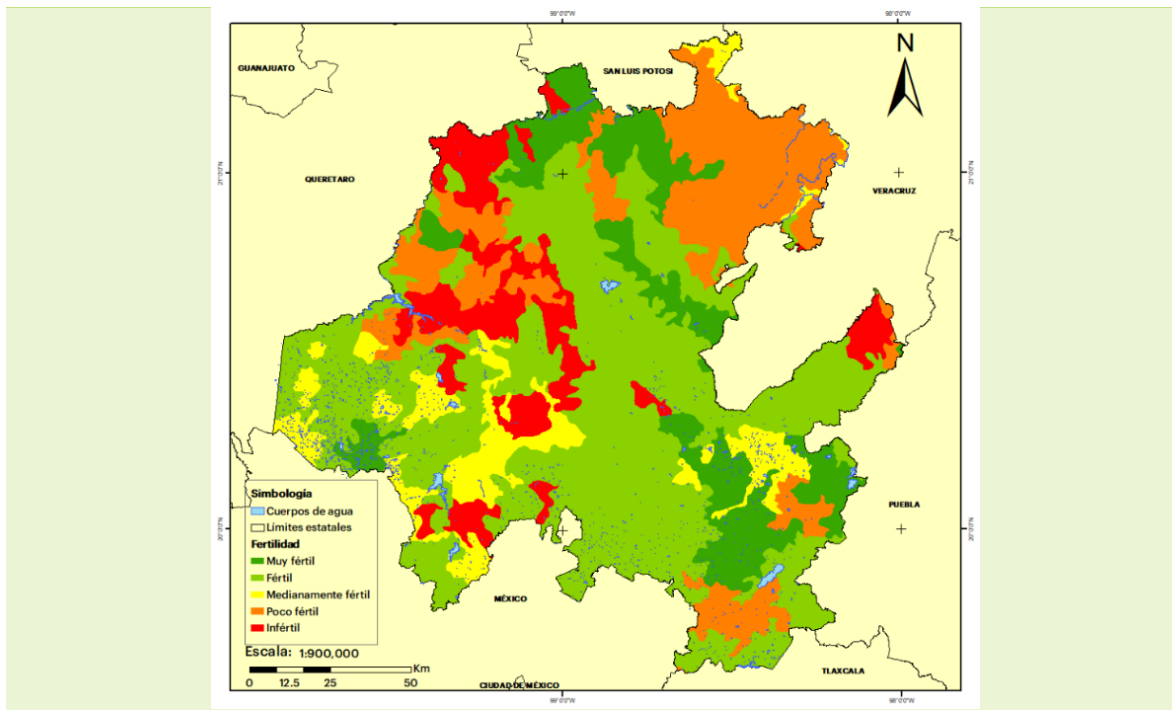 99°0'0"W
98°0'0"W
N
GUANAJUATO
SAN LUIS POTOSI
21°0'0"N
21°0'0"N
QUERETARO
VERACRUZ
Simbología
Cuerpos de agua
Límites estatales
Fertilidad
Muy fértil
Fértil
Medianamente fértil
Poco fértil
Infértil
PUEBLA
20°0'0"N
20°0'0"N
MÉXICO
Escala: 1:900,000
Km
0 12.5 25 50
TLAXCALA
CIUDAD DE MÉXICO
99°0'0"W
98°0'0"W